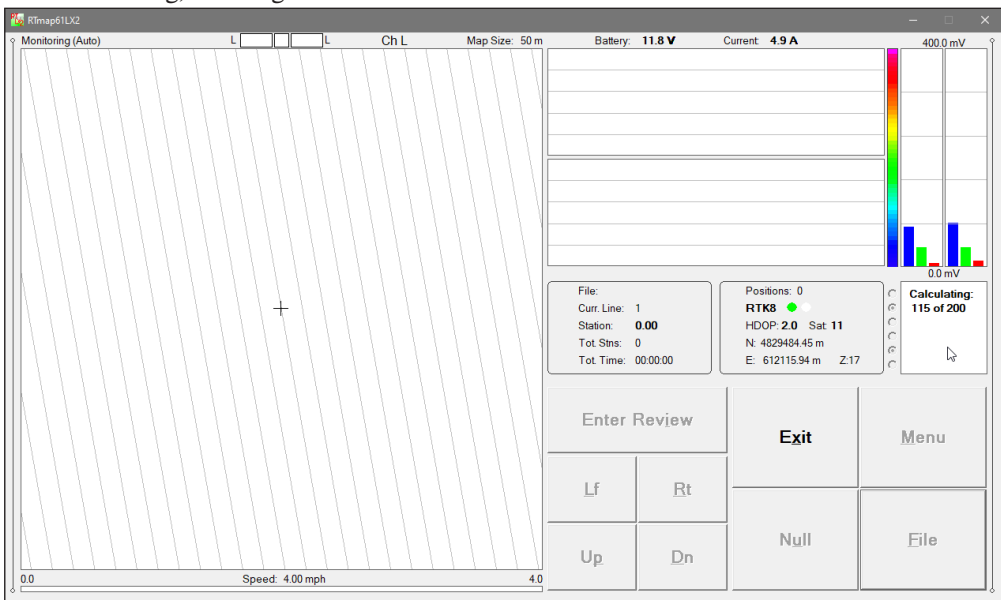 RTmap61LX2
Monitoring (Auto) L L Ch L Map Size: 50 m Battery: 11.8 V Current: 4.9 A 400.0 mV
0.0 mV
File:
Curr. Line: 1
Station: 0.00
Tot. Stns: 0
Tot. Time: 00:00:00
Positions: 0
RTK8
HDOP: 2.0 Sat: 11
N: 4829484.45 m
E: 612115.94 m Z:17
Calculating:
115 of 200
Enter Review
Exit
Menu
Lf
Rt
Up
Dn
Null
File
0.0 Speed: 4.00 mph 4.0